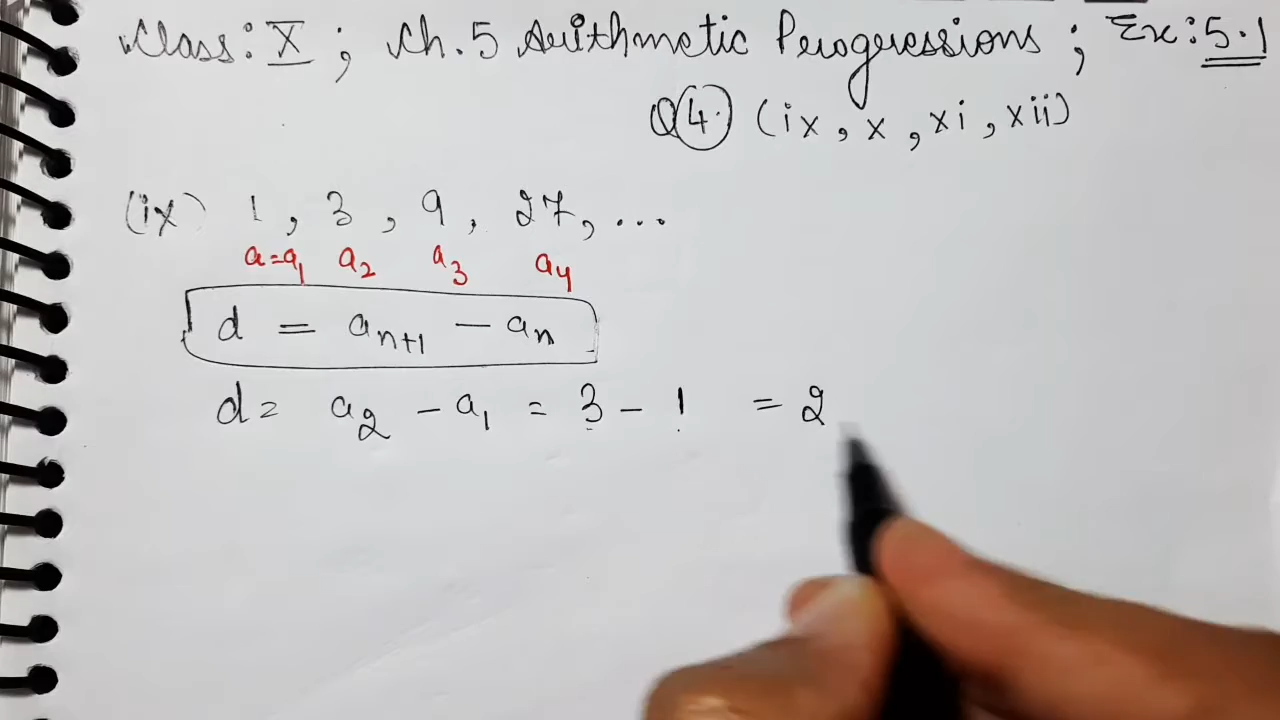 Class: X ; Ch. 5 Arithmetic Progressions ; Ex: 5.1
Q 4. (ix, x, xi, xii)
(ix) 1, 3, 9, 27, ...
a=a₁ a₂ a₃ a₄
d = aₙ₊₁ - aₙ
d = a₂ - a₁ = 3 - 1 = 2